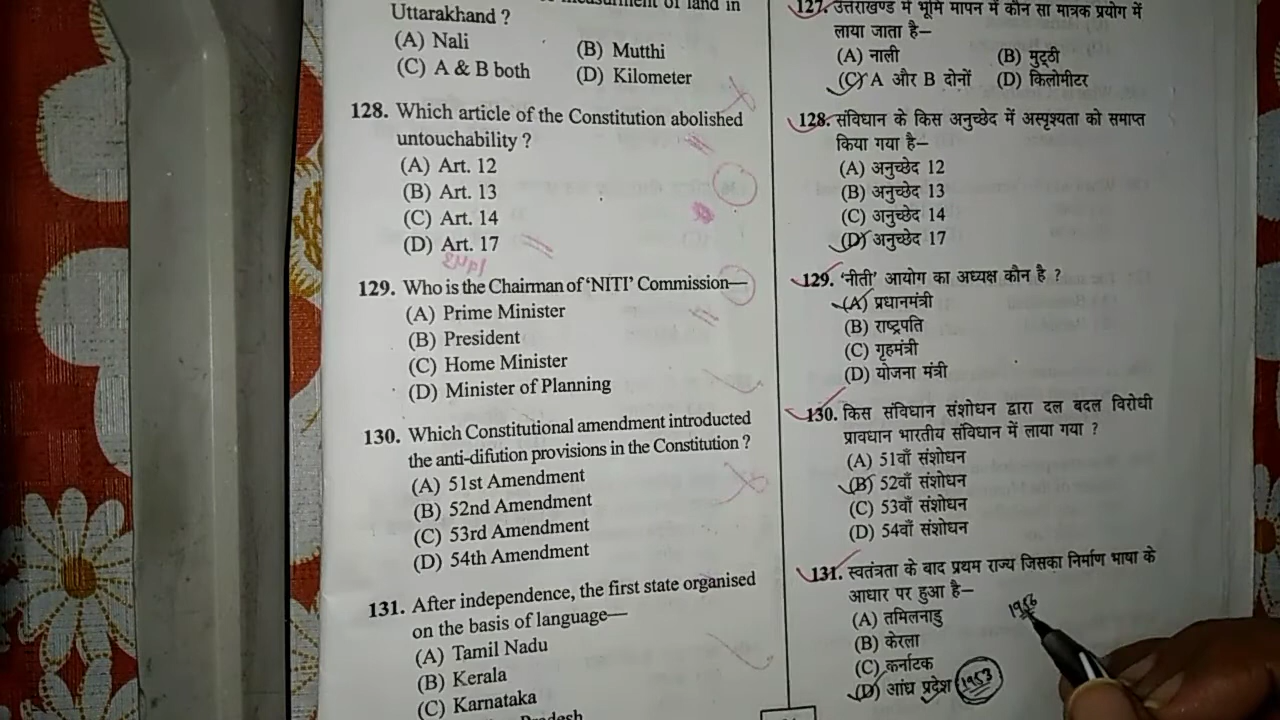 of land in
Uttarakhand ?
(A) Nali
(B) Mutthi
(C) A & B both
(D) Kilometer
128. Which article of the Constitution abolished
untouchability ?
(A) Art. 12
(B) Art. 13
(C) Art. 14
(D) Art. 17
129. Who is the Chairman of ‘NITI’ Commission—
(A) Prime Minister
(B) President
(C) Home Minister
(D) Minister of Planning
130. Which Constitutional amendment introducted
the anti-difution provisions in the Constitution ?
(A) 51st Amendment
(B) 52nd Amendment
(C) 53rd Amendment
(D) 54th Amendment
131. After independence, the first state organised
on the basis of language—
(A) Tamil Nadu
(B) Kerala
(C) Karnataka
127. उत्तराखण्ड में भूमि मापन में कौन सा मात्रक प्रयोग में
लाया जाता है—
(A) नाली
(B) मुट्ठी
(C) A और B दोनों
(D) किलोमीटर
128. संविधान के किस अनुच्छेद में अस्पृश्यता को समाप्त
किया गया है—
(A) अनुच्छेद 12
(B) अनुच्छेद 13
(C) अनुच्छेद 14
(D) अनुच्छेद 17
129. ‘नीती’ आयोग का अध्यक्ष कौन है ?
(A) प्रधानमंत्री
(B) राष्ट्रपति
(C) गृहमंत्री
(D) योजना मंत्री
130. किस संविधान संशोधन द्वारा दल बदल विरोधी
प्रावधान भारतीय संविधान में लाया गया ?
(A) 51वाँ संशोधन
(B) 52वाँ संशोधन
(C) 53वाँ संशोधन
(D) 54वाँ संशोधन
131. स्वतंत्रता के बाद प्रथम राज्य जिसका निर्माण भाषा के
आधार पर हुआ है—
1956
(A) तमिलनाडु
(B) केरला
(C) कर्नाटक
(D) आंध्र प्रदेश 1953